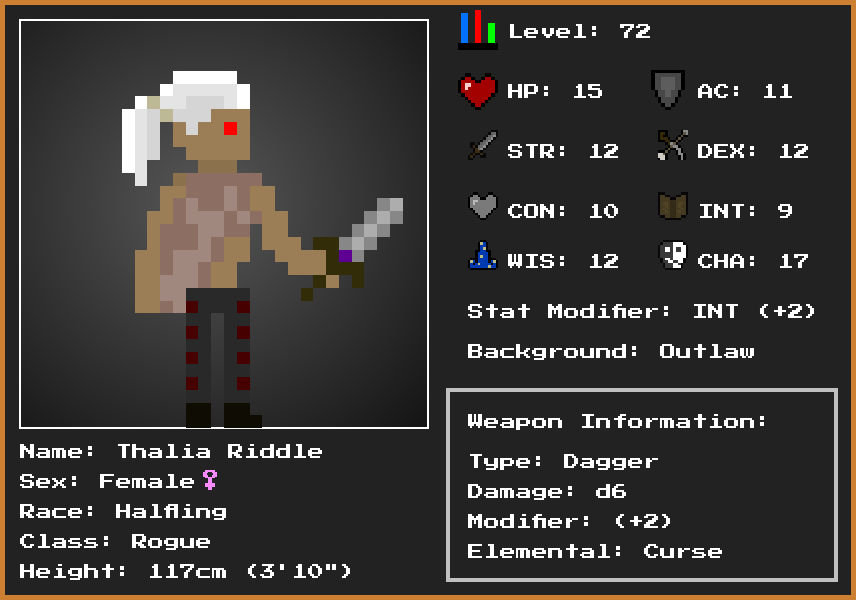 Level: 72
HP: 15
AC: 11
STR: 12
DEX: 12
CON: 10
INT: 9
WIS: 12
CHA: 17
Stat Modifier: INT (+2)
Background: Outlaw
Weapon Information:
Type: Dagger
Damage: d6
Modifier: (+2)
Elemental: Curse
Name: Thalia Riddle
Sex: Female♀
Race: Halfling
Class: Rogue
Height: 117cm (3'10")